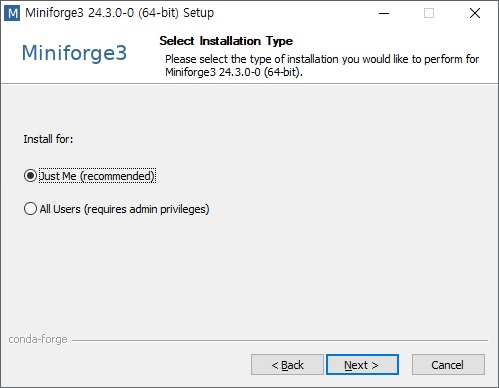 M Miniforge3 24.3.0-0 (64-bit) Setup
Miniforge3
Select Installation Type
Please select the type of installation you would like to perform for
Miniforge3 24.3.0-0 (64-bit).
Install for:
Just Me (recommended)
All Users (requires admin privileges)
conda-forge
< Back
Next >
Cancel